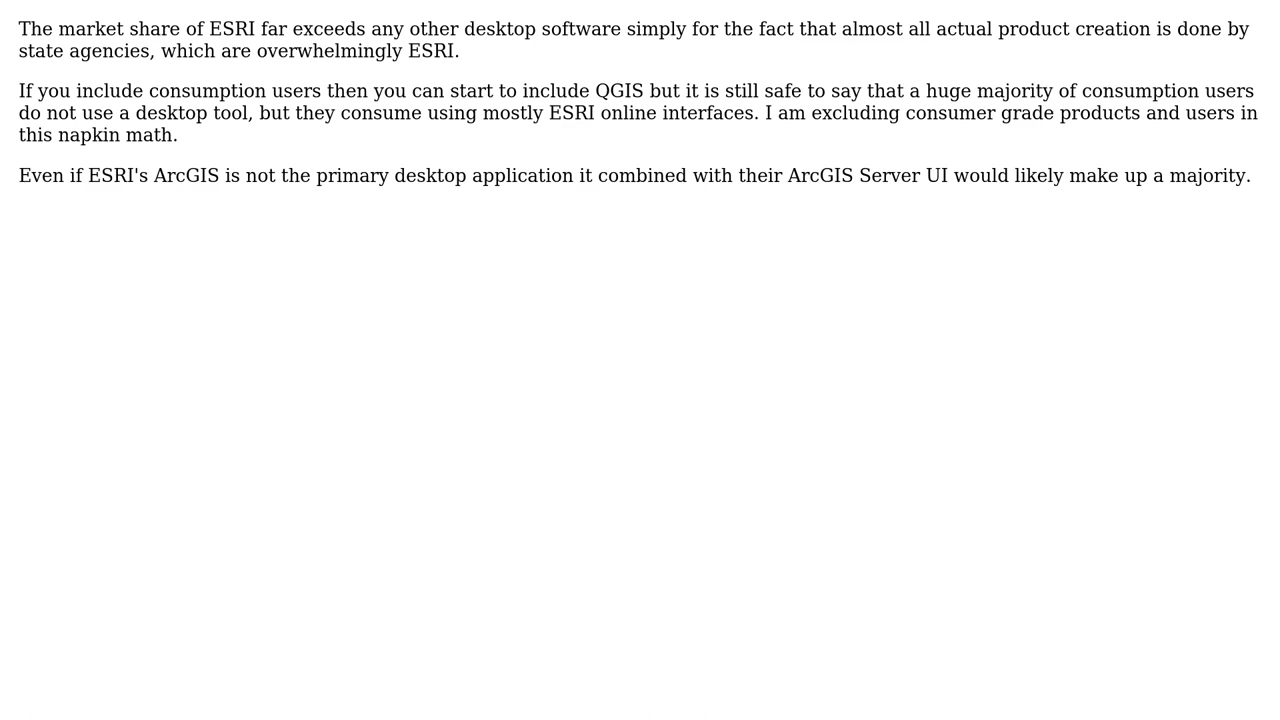 The market share of ESRI far exceeds any other desktop software simply for the fact that almost all actual product creation is done by
state agencies, which are overwhelmingly ESRI.
If you include consumption users then you can start to include QGIS but it is still safe to say that a huge majority of consumption users
do not use a desktop tool, but they consume using mostly ESRI online interfaces. I am excluding consumer grade products and users in
this napkin math.
Even if ESRI's ArcGIS is not the primary desktop application it combined with their ArcGIS Server UI would likely make up a majority.